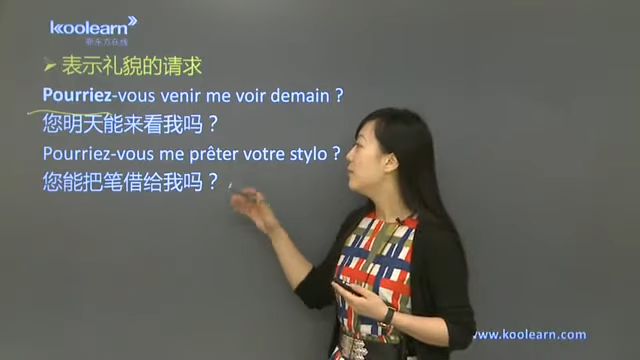 koolearn
新东方在线
表示礼貌的请求
Pourriez-vous venir me voir demain ?
您明天能来看我吗？
Pourriez-vous me prêter votre stylo ?
您能把笔借给我吗？
www.koolearn.com